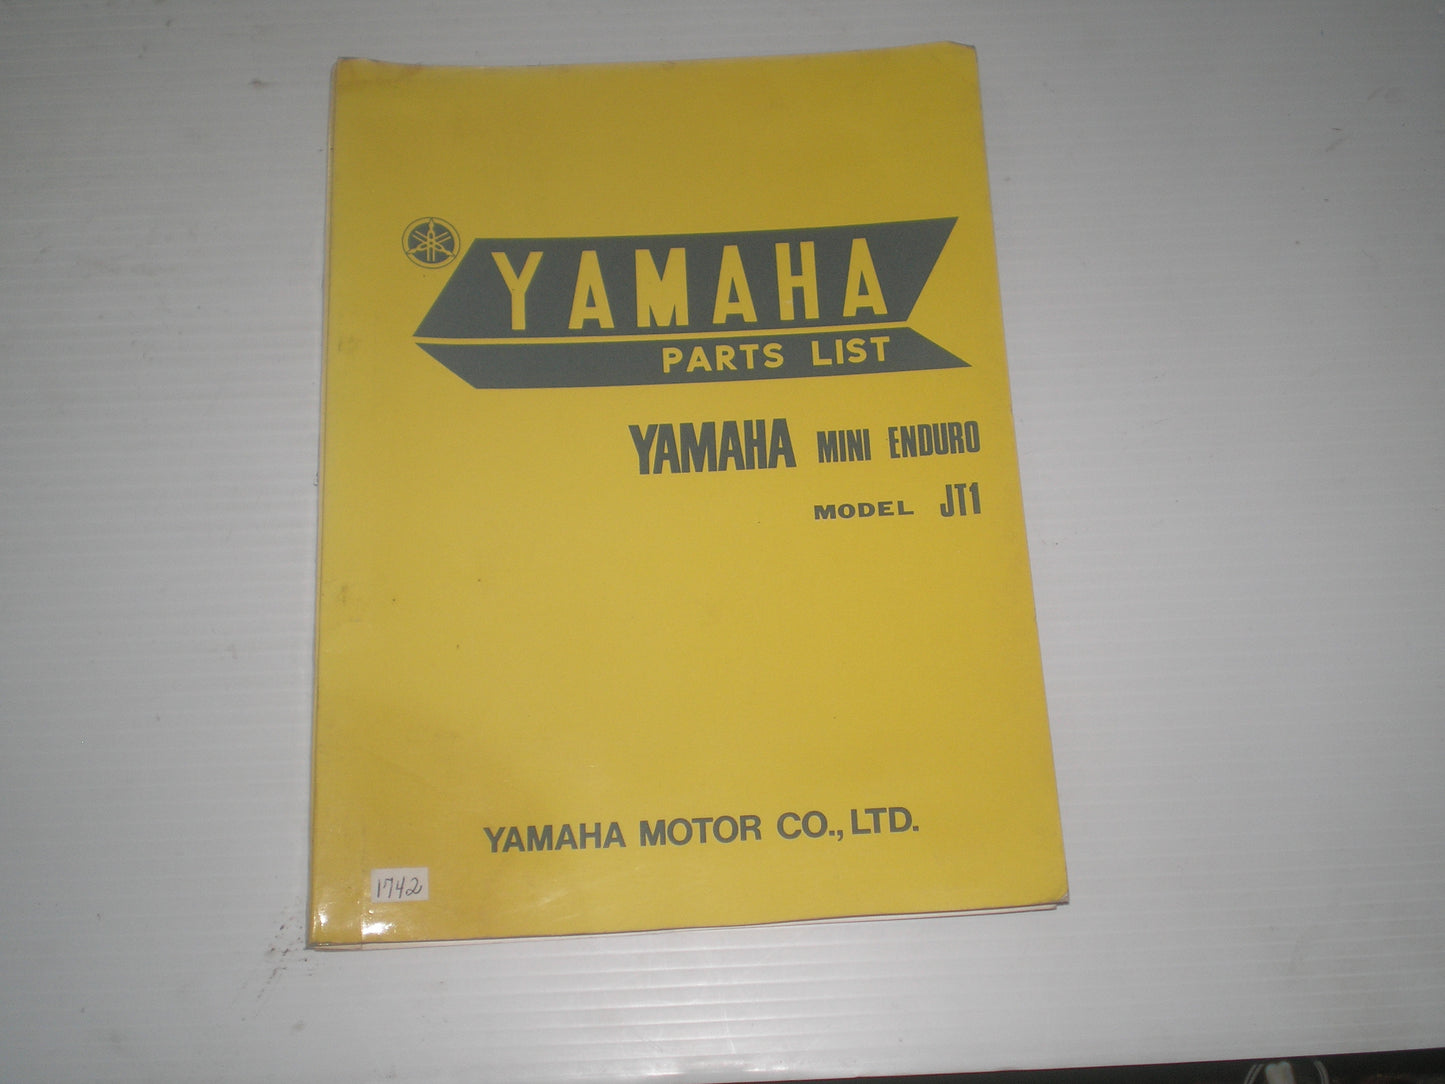 YAMAHA
PARTS LIST
YAMAHA MINI ENDURO
MODEL JT1
YAMAHA MOTOR CO., LTD.
1742